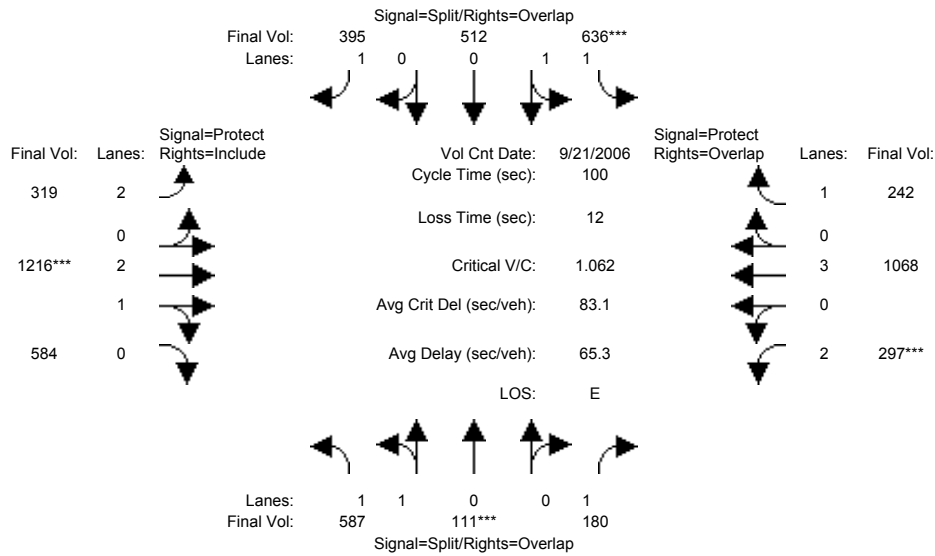 Signal=Split/Rights=Overlap
Final Vol: 395 512 636***
Lanes: 1 0 0 1 1
Signal=Protect Signal=Protect
Final Vol: Lanes: Rights=Include Vol Cnt Date: 9/21/2006 Rights=Overlap Lanes: Final Vol:
Cycle Time (sec): 100
319 2 1 242
Loss Time (sec): 12
0 0
1216*** 2 Critical V/C: 1.062 3 1068
1 Avg Crit Del (sec/veh): 83.1 0
584 0 Avg Delay (sec/veh): 65.3 2 297***
LOS: E
Lanes: 1 1 0 0 1
Final Vol: 587 111*** 180
Signal=Split/Rights=Overlap